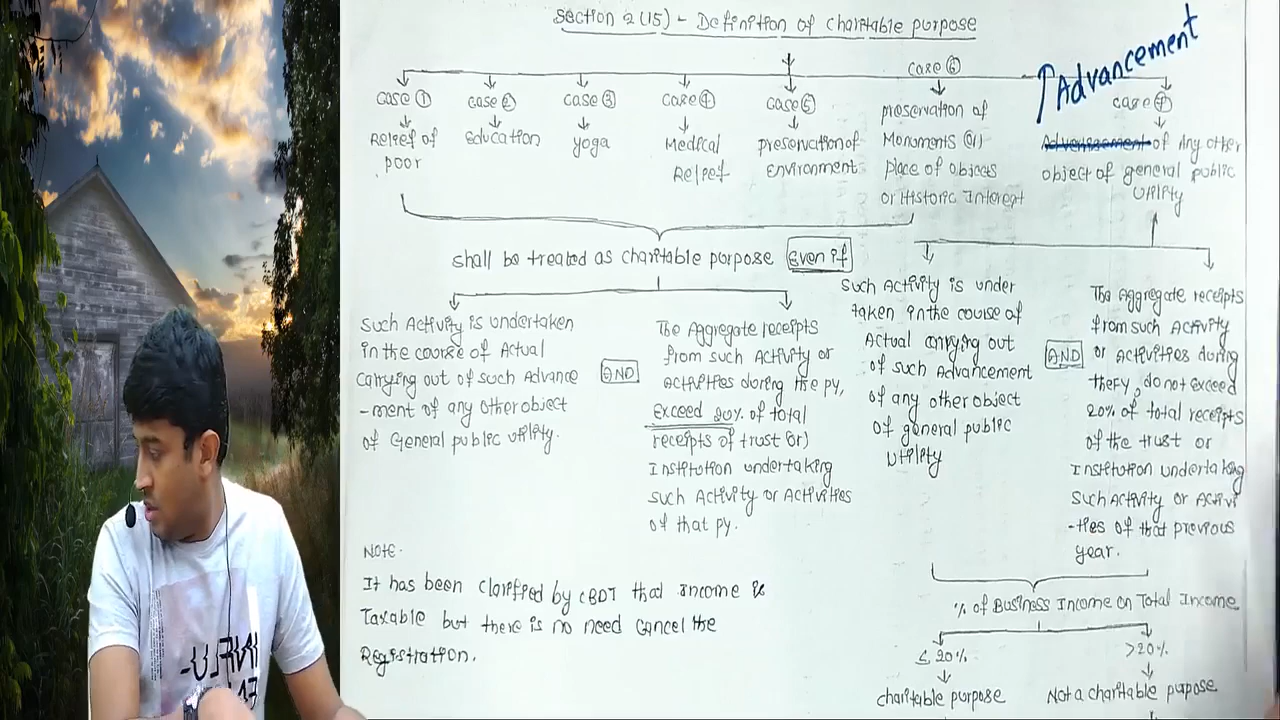 Section 2(15) - Definition of charitable purpose
Advancement
case ①
Relief of
poor
case ②
Education
case ③
yoga
case ④
Medical
Relief
case ⑤
preservation of
Environment
case ⑥
preservation of
Monuments (or)
place of objects
or Historic Interest
case ⑦
of Any other
object of general public
Utility
shall be treated as charitable purpose Even if
such Activity is undertaken
in the course of Actual
carrying out of such Advance
-ment of any other object
of General public Utility.
AND
The Aggregate receipts
from such Activity or
Activities during the py,
exceed 20% of total
receipts of trust (or)
Institution undertaking
such Activity or Activities
of that py.
Such Activity is under
taken in the course of
Actual carrying out
of such Advancement
of any other object
of general public
Utility
AND
The Aggregate receipts
from such Activity
or Activities during
the py, do not exceed
20% of total receipts
of the trust or
Institution undertaking
such Activity or Activi
-ties of that previous
year.
Note.
It has been clarified by CBDT that Income is
Taxable but there is no need cancel the
Registration.
% of Business Income on Total Income
≤ 20%
charitable purpose
>20%
Not a charitable purpose